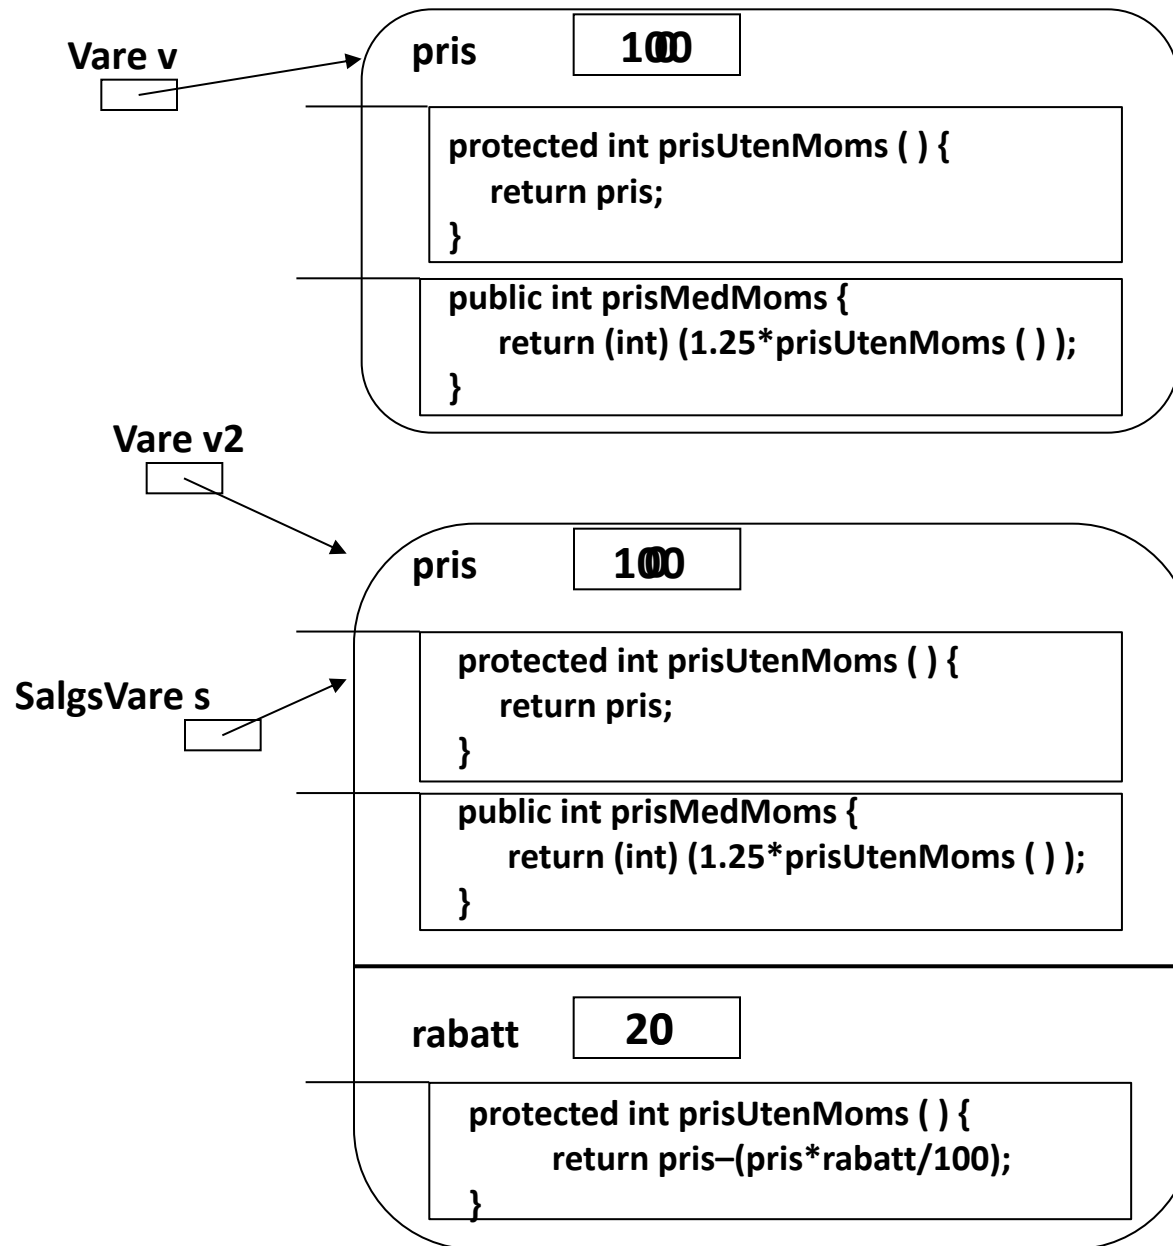 Vare v
pris 100
protected int prisUtenMoms ( ) {
return pris;
}
public int prisMedMoms {
return (int) (1.25*prisUtenMoms ( ) );
}
Vare v2
pris 100
SalgsVare s
protected int prisUtenMoms ( ) {
return pris;
}
public int prisMedMoms {
return (int) (1.25*prisUtenMoms ( ) );
}
rabatt 20
protected int prisUtenMoms ( ) {
return pris–(pris*rabatt/100);
}